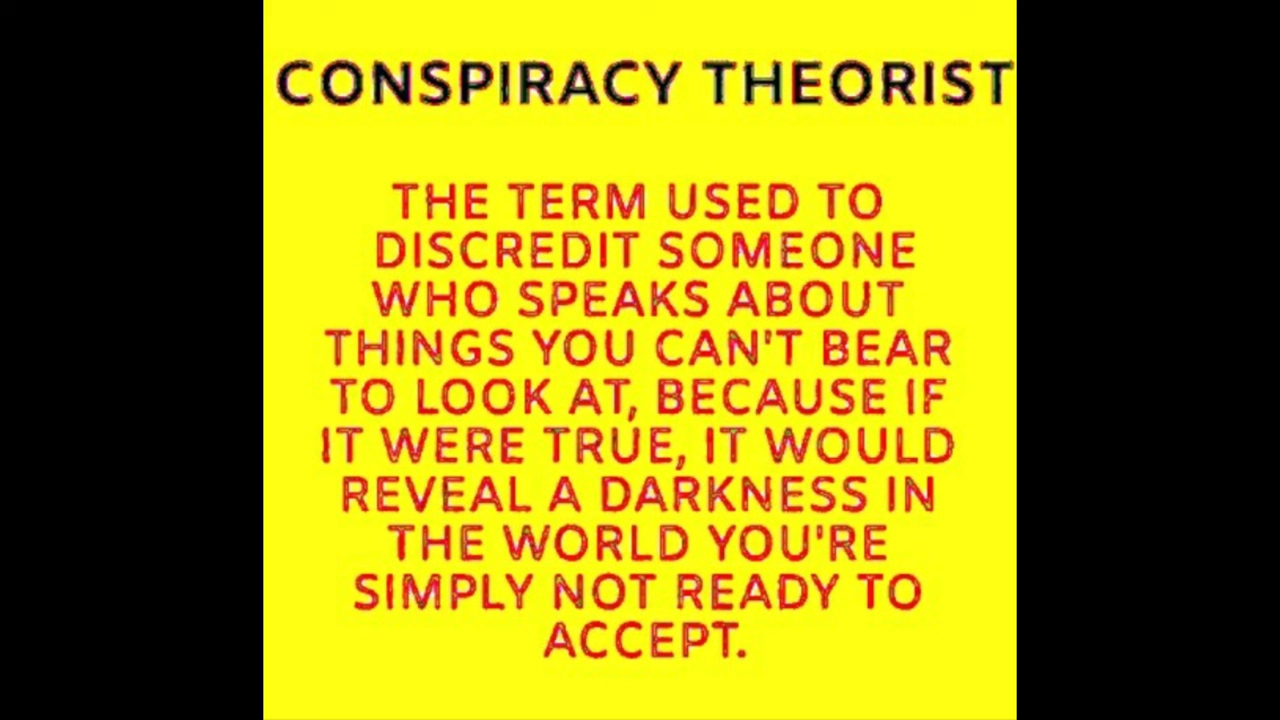 CONSPIRACY THEORIST
THE TERM USED TO
DISCREDIT SOMEONE
WHO SPEAKS ABOUT
THINGS YOU CAN'T BEAR
TO LOOK AT, BECAUSE IF
IT WERE TRUE, IT WOULD
REVEAL A DARKNESS IN
THE WORLD YOU'RE
SIMPLY NOT READY TO
ACCEPT.